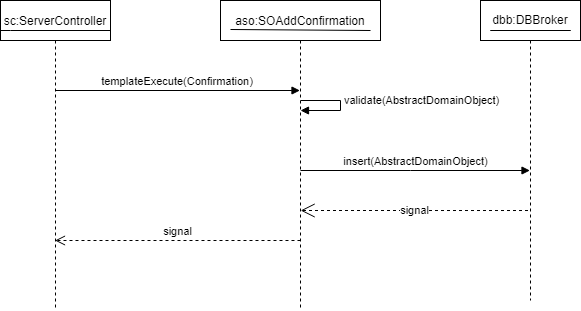 sc:ServerController
aso:SOAddConfirmation
dbb:DBBroker
templateExecute(Confirmation)
validate(AbstractDomainObject)
insert(AbstractDomainObject)
signal
signal